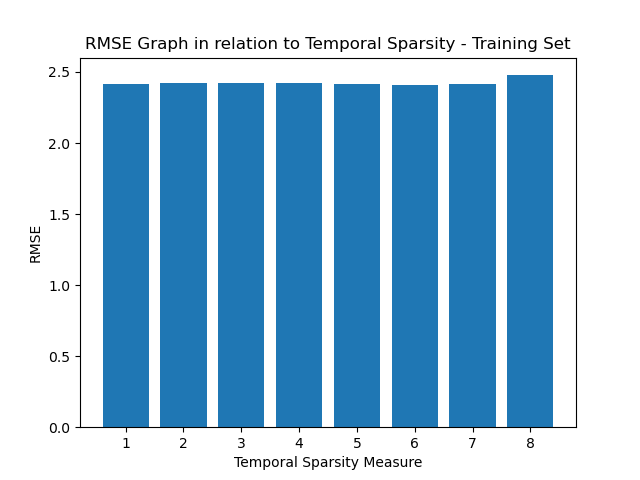 RMSE Graph in relation to Temporal Sparsity - Training Set
2.5
2.0
1.5
1.0
0.5
0.0
RMSE
1 2 3 4 5 6 7 8
Temporal Sparsity Measure